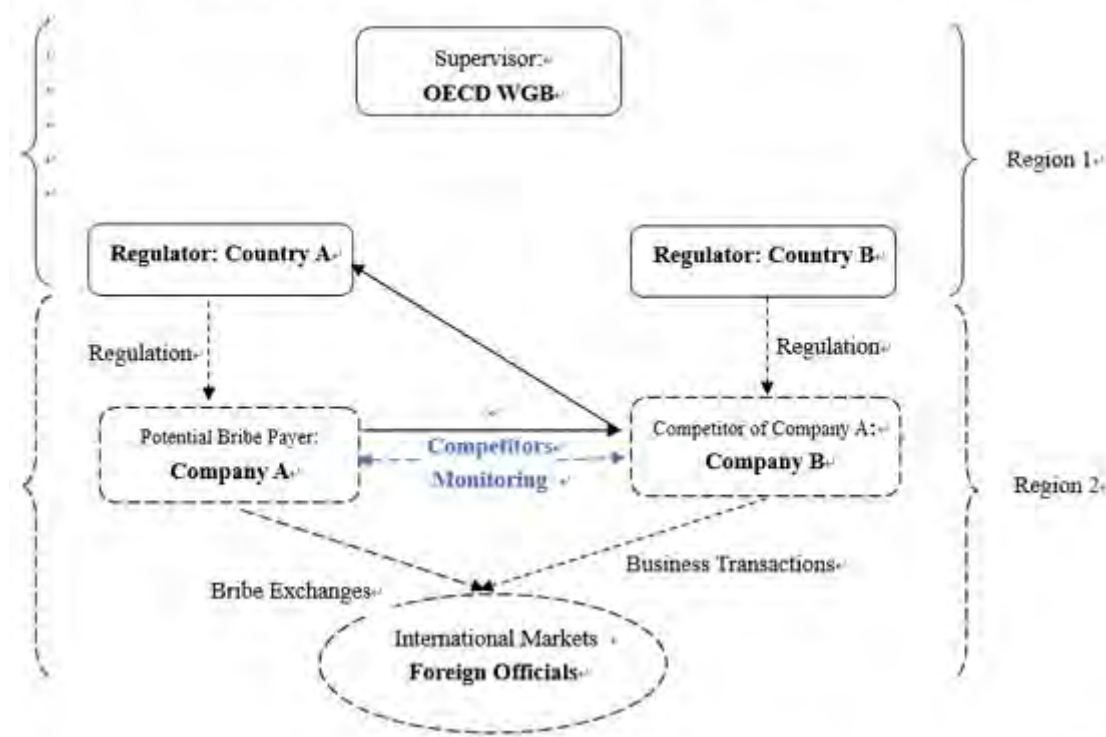 Supervisor:
OECD WGB
Region 1
Regulator: Country A
Regulator: Country B
Regulation
Regulation
Potential Bribe Payer:
Company A
Competitors
Monitoring
Competitor of Company A:
Company B
Region 2
Bribe Exchanges
Business Transactions
International Markets
Foreign Officials